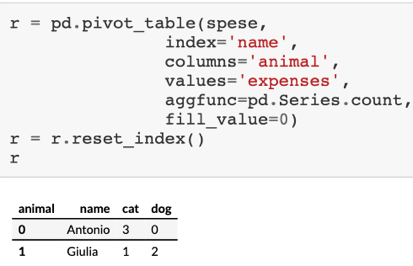 r = pd.pivot_table(spese,
index='name',
columns='animal',
values='expenses',
aggfunc=pd.Series.count,
fill_value=0)
r = r.reset_index()
r
animal name cat dog
0 Antonio 3 0
1 Giulia 1 2